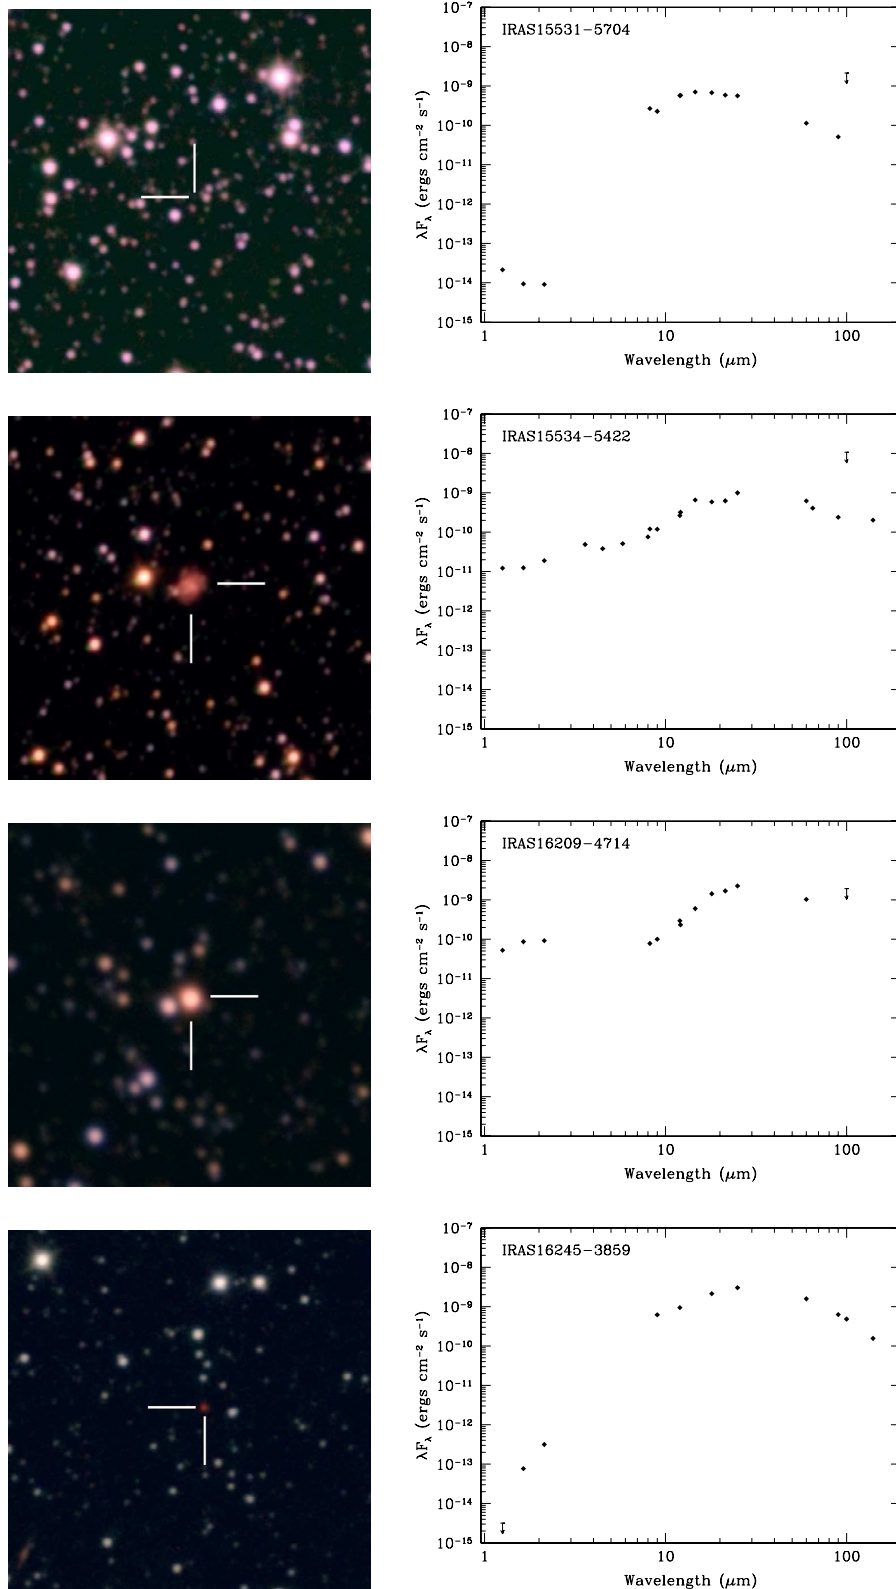 IRAS15531−5704
10⁻⁷
10⁻⁸
10⁻⁹
10⁻¹⁰
10⁻¹¹
10⁻¹²
10⁻¹³
10⁻¹⁴
10⁻¹⁵
λFλ (ergs cm⁻² s⁻¹)
1 10 100
Wavelength (μm)
IRAS15534−5422
10⁻⁷
10⁻⁸
10⁻⁹
10⁻¹⁰
10⁻¹¹
10⁻¹²
10⁻¹³
10⁻¹⁴
10⁻¹⁵
λFλ (ergs cm⁻² s⁻¹)
1 10 100
Wavelength (μm)
IRAS16209−4714
10⁻⁷
10⁻⁸
10⁻⁹
10⁻¹⁰
10⁻¹¹
10⁻¹²
10⁻¹³
10⁻¹⁴
10⁻¹⁵
λFλ (ergs cm⁻² s⁻¹)
1 10 100
Wavelength (μm)
IRAS16245−3859
10⁻⁷
10⁻⁸
10⁻⁹
10⁻¹⁰
10⁻¹¹
10⁻¹²
10⁻¹³
10⁻¹⁴
10⁻¹⁵
λFλ (ergs cm⁻² s⁻¹)
1 10 100
Wavelength (μm)